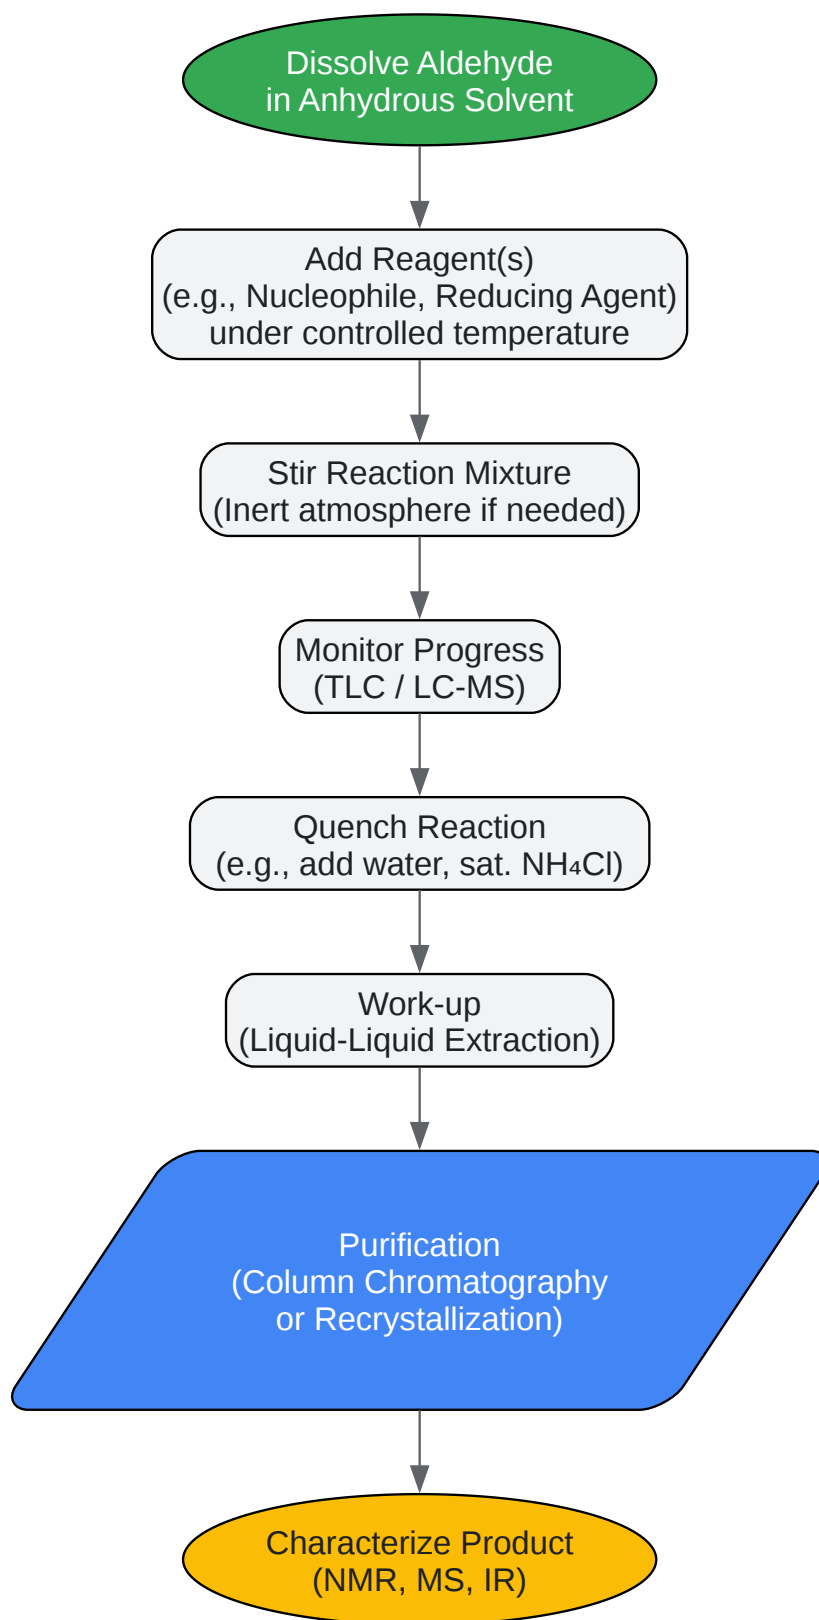 Dissolve Aldehyde
in Anhydrous Solvent
Add Reagent(s)
(e.g., Nucleophile, Reducing Agent)
under controlled temperature
Stir Reaction Mixture
(Inert atmosphere if needed)
Monitor Progress
(TLC / LC-MS)
Quench Reaction
(e.g., add water, sat. NH₄Cl)
Work-up
(Liquid-Liquid Extraction)
Purification
(Column Chromatography
or Recrystallization)
Characterize Product
(NMR, MS, IR)